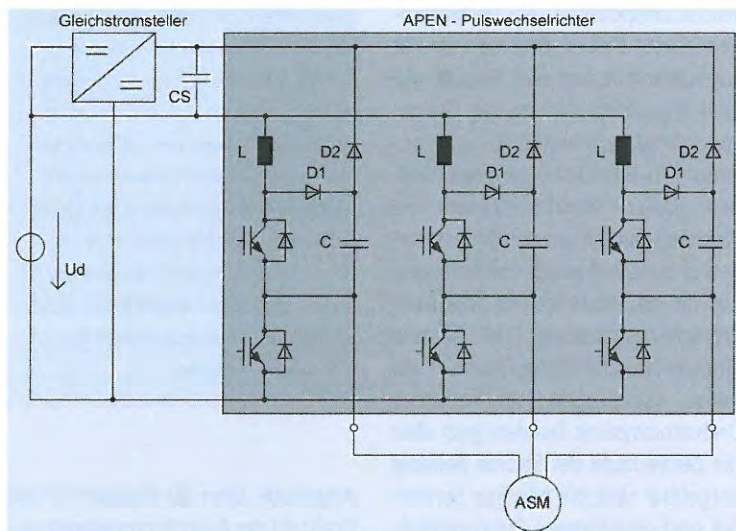 Gleichstromsteller
APEN - Pulswechselrichter
CS
L
D2
L
D2
L
D2
D1
D1
D1
C
C
C
Ud
ASM